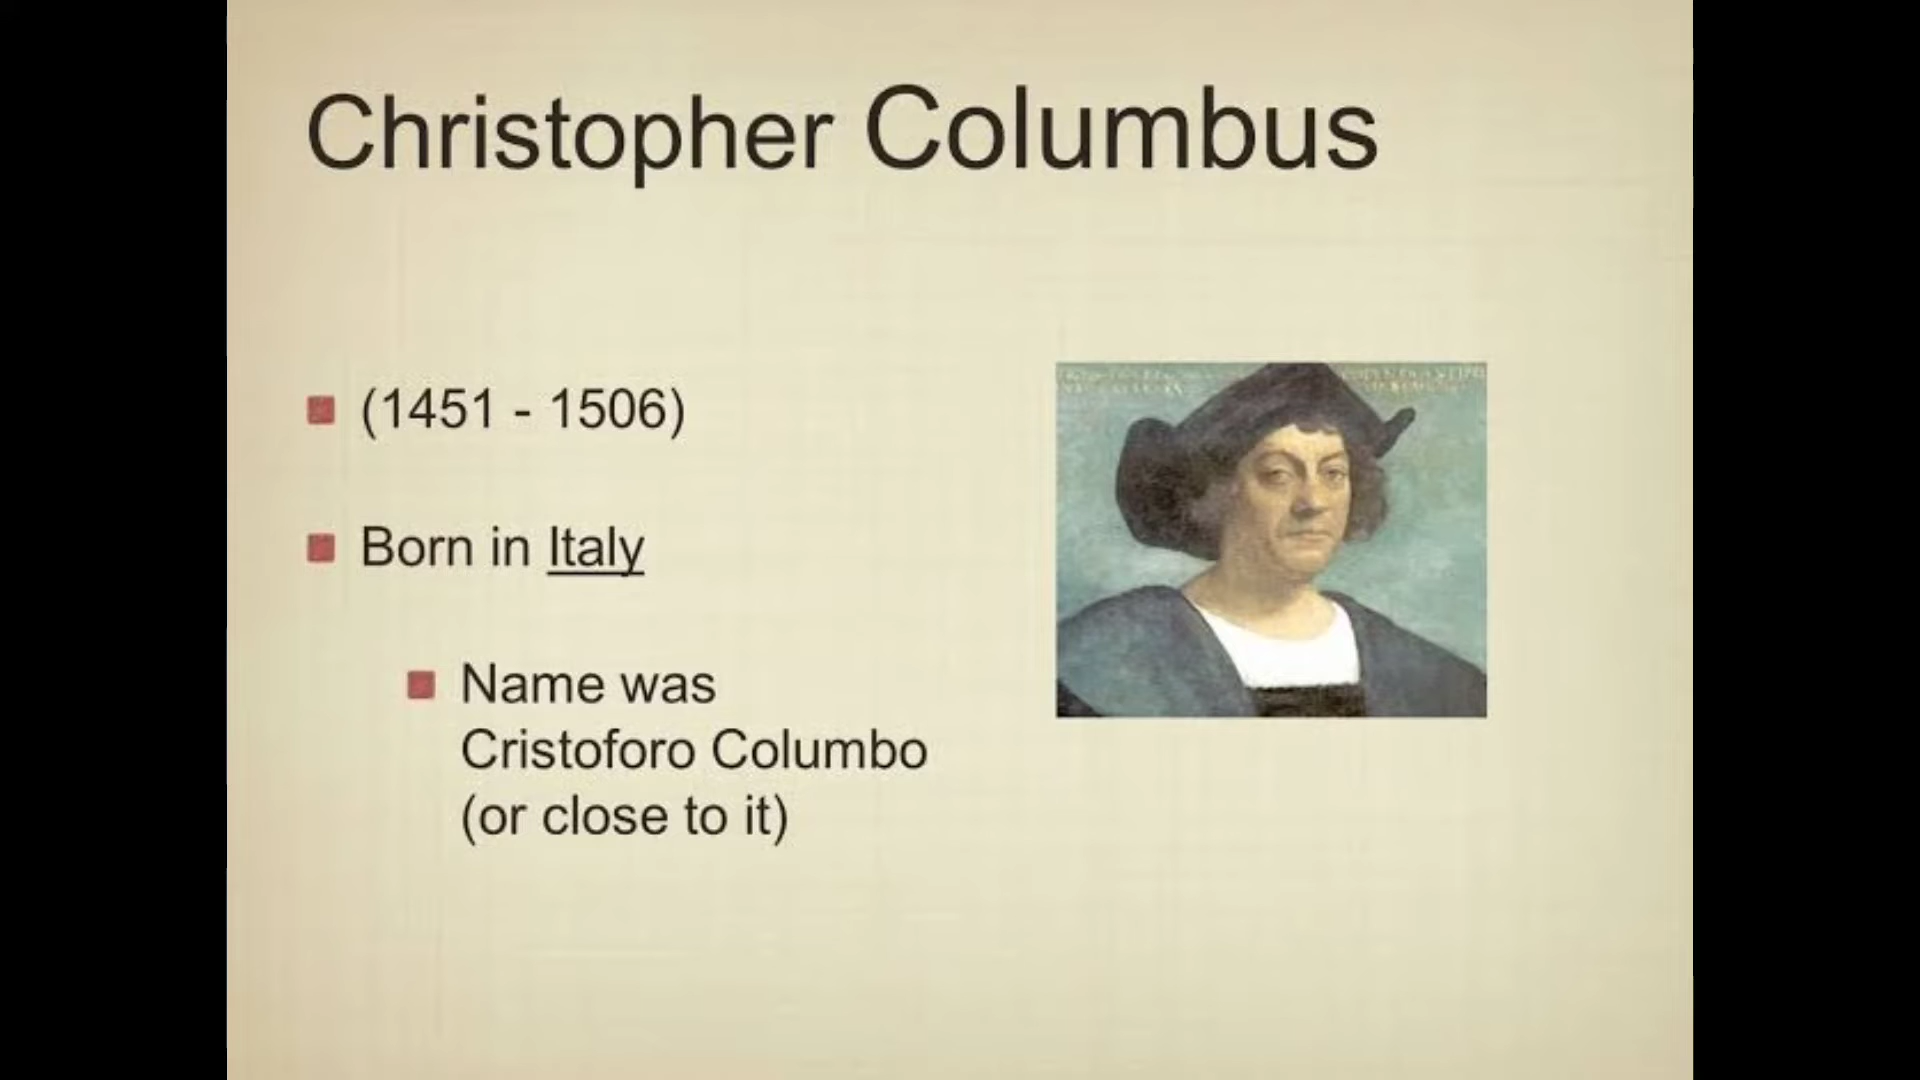 Christopher Columbus
(1451 - 1506)
Born in Italy
Name was
Cristoforo Columbo
(or close to it)